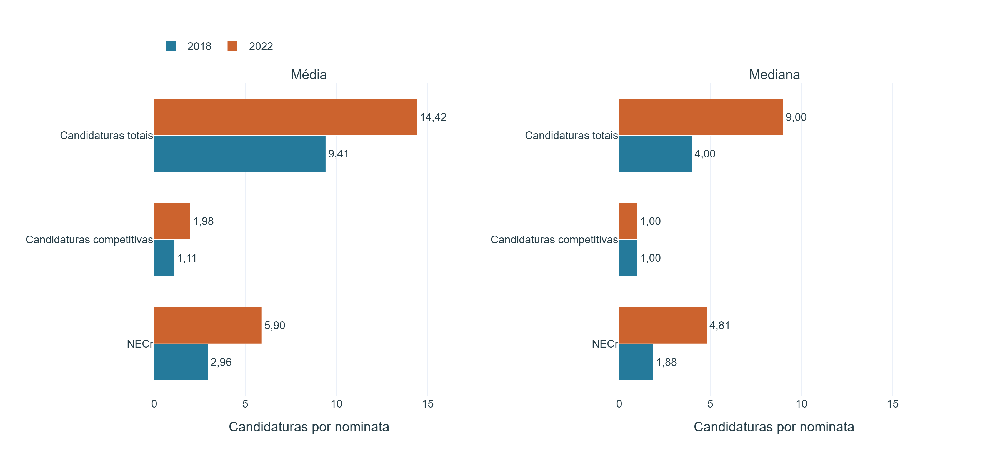 2018 2022
Média
Candidaturas totais
14,42
9,41
Candidaturas competitivas
1,98
1,11
NECr
5,90
2,96
0 5 10 15
Candidaturas por nominata
Mediana
Candidaturas totais
9,00
4,00
Candidaturas competitivas
1,00
1,00
NECr
4,81
1,88
0 5 10 15
Candidaturas por nominata